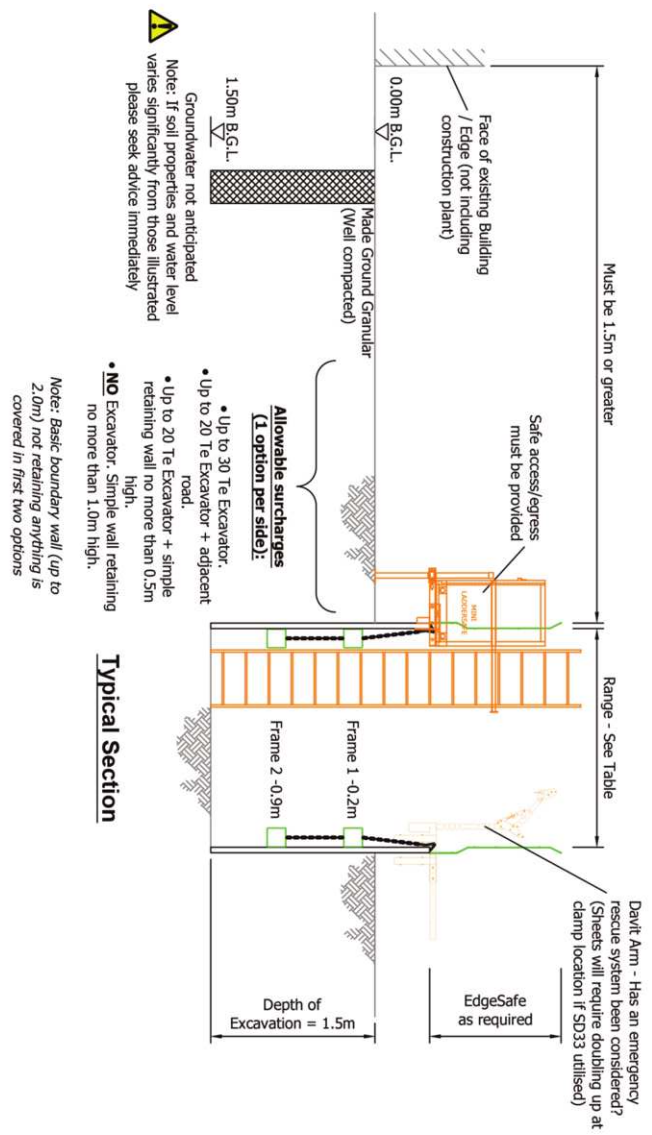 Must be 1.5m or greater
Range - See Table
Davit Arm - Has an emergency
rescue system been considered?
(Sheets will require doubling up at
clamp location if SD33 utilised)
Face of existing Building
/ Edge (not including
construction plant)
Safe access/egress
must be provided
MINI
LADDERSAFE
EdgeSafe
as required
0.00m B.G.L.
Made Ground Granular
(Well compacted)
Frame 1 -0.2m
Frame 2 -0.9m
Depth of
Excavation = 1.5m
1.50m B.G.L.
Allowable surcharges
(1 option per side):
• Up to 30 Te Excavator.
• Up to 20 Te Excavator + adjacent
road.
• Up to 20 Te Excavator + simple
retaining wall no more than 0.5m
high.
• NO Excavator. Simple wall retaining
no more than 1.0m high.
Note: Basic boundary wall (up to
2.0m) not retaining anything is
covered in first two options
Groundwater not anticipated
Note: If soil properties and water level
varies significantly from those illustrated
please seek advice immediately
Typical Section